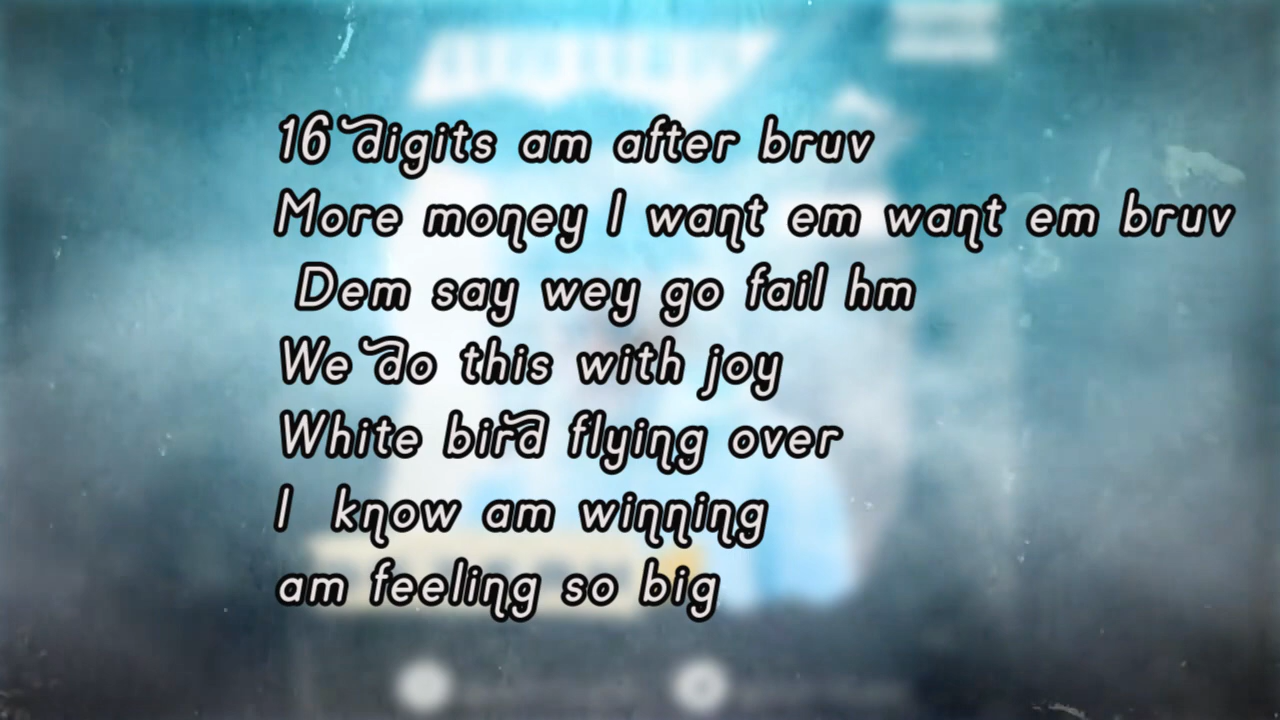 16 digits am after bruv
More money I want em want em bruv
Dem say wey go fail hm
We do this with joy
White bird flying over
I know am winning
am feeling so big